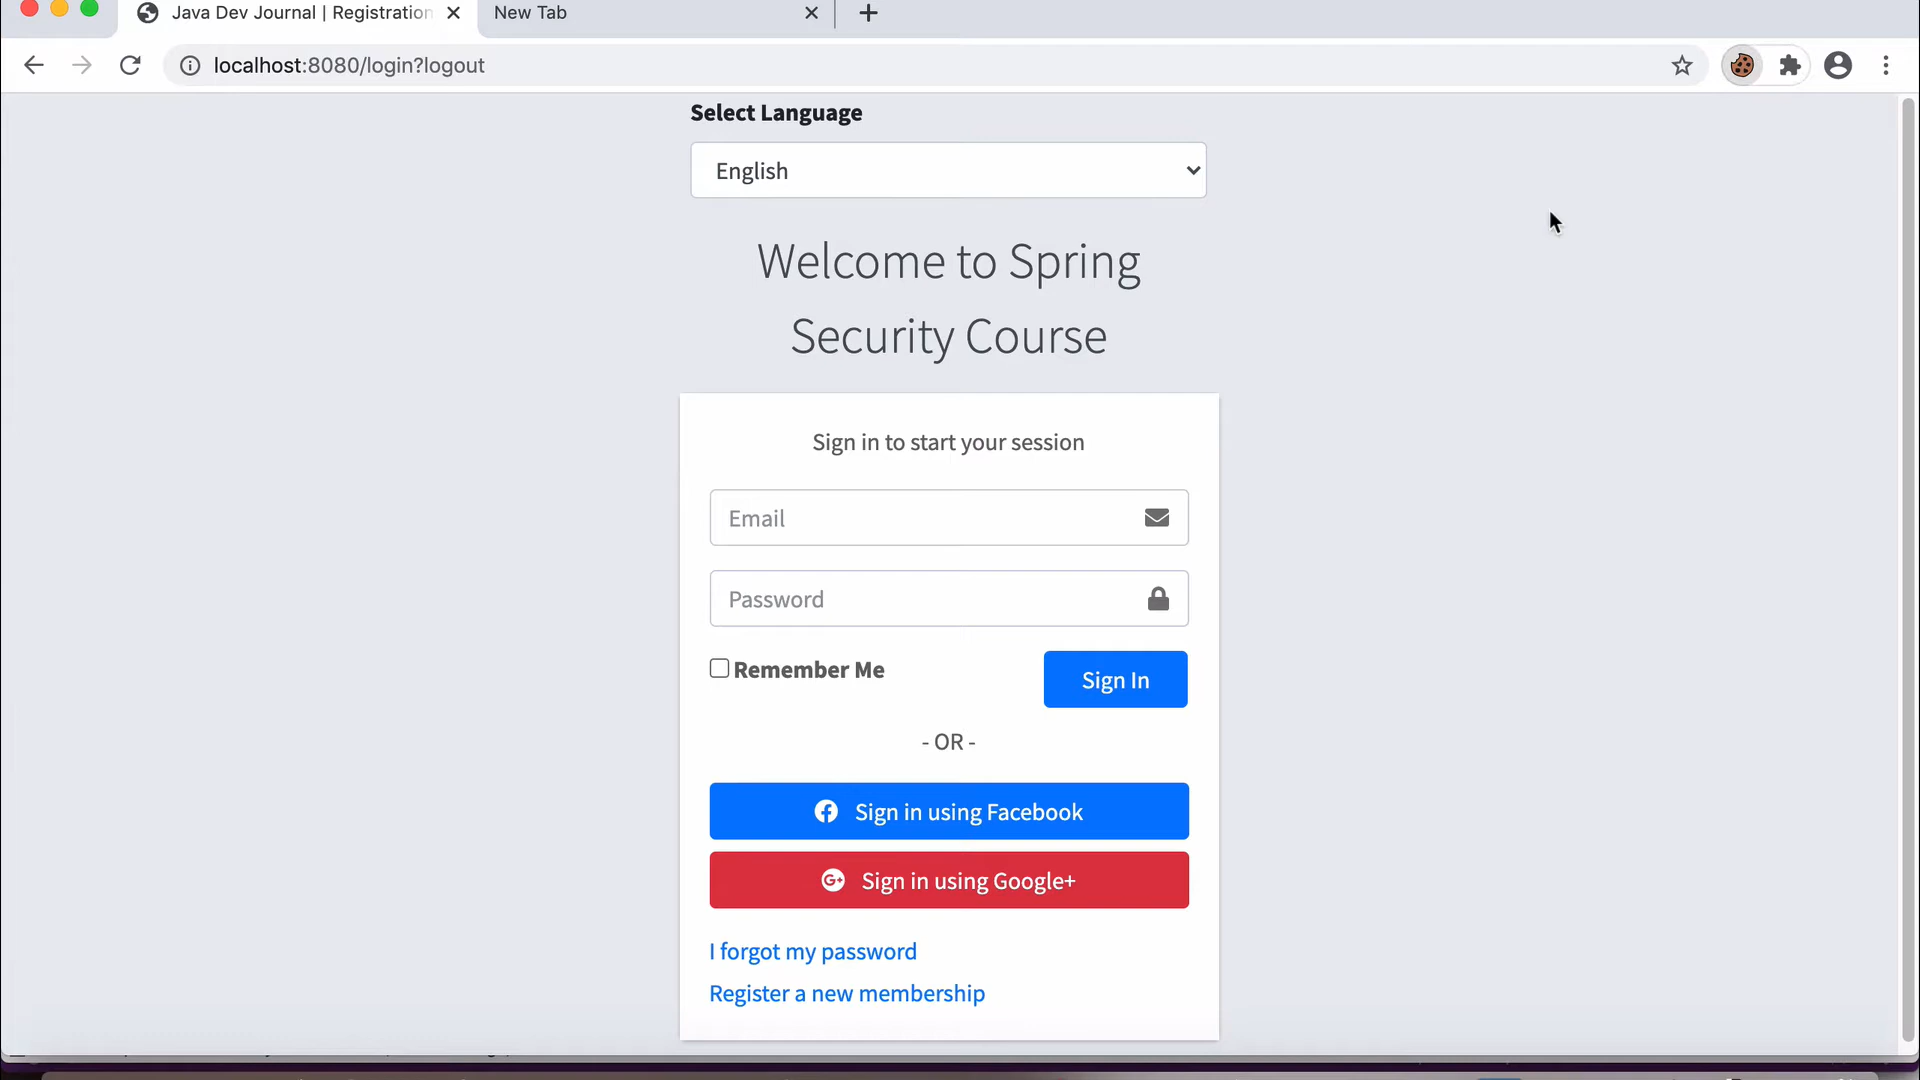 Java Dev Journal | Registration
New Tab
localhost:8080/login?logout
Select Language
English
Welcome to Spring
Security Course
Sign in to start your session
Email
Password
Remember Me
Sign In
- OR -
Sign in using Facebook
Sign in using Google+
I forgot my password
Register a new membership